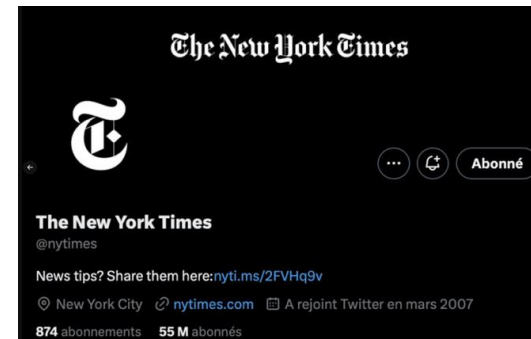 The New York Times
Abonné
The New York Times
@nytimes
News tips? Share them here:nyti.ms/2FVHq9v
New York City nytimes.com A rejoint Twitter en mars 2007
874 abonnements 55 M abonnés